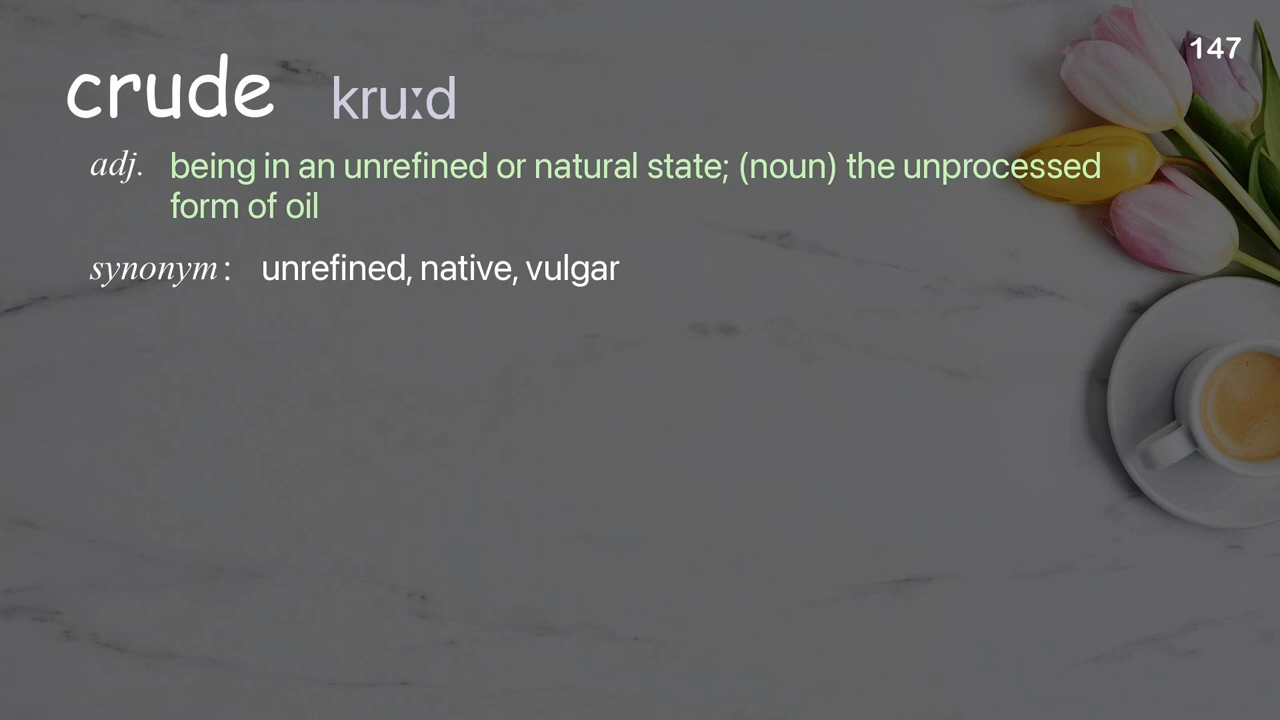 147
crude kruːd
adj. being in an unrefined or natural state; (noun) the unprocessed
form of oil
synonym: unrefined, native, vulgar